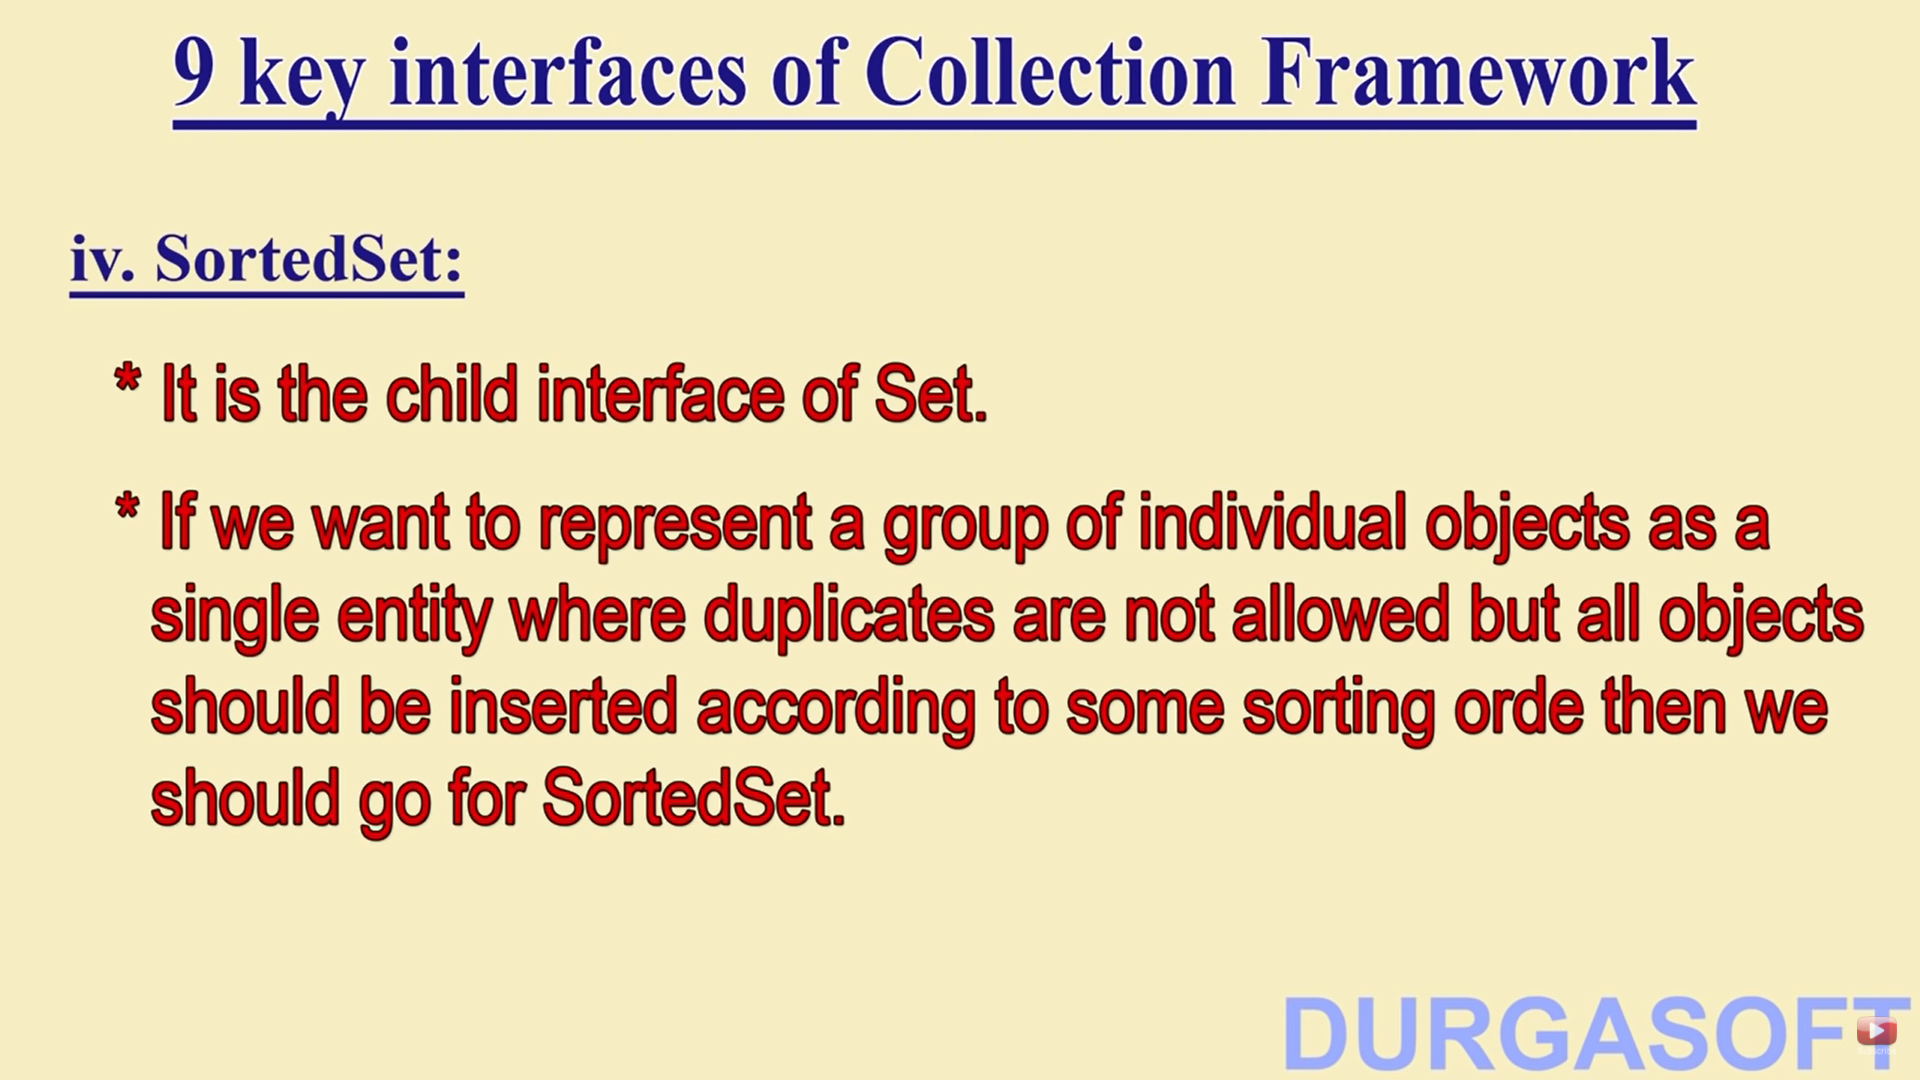 9 key interfaces of Collection Framework
iv. SortedSet:
* It is the child interface of Set.
* If we want to represent a group of individual objects as a
single entity where duplicates are not allowed but all objects
should be inserted according to some sorting orde then we
should go for SortedSet.
DURGASOFT